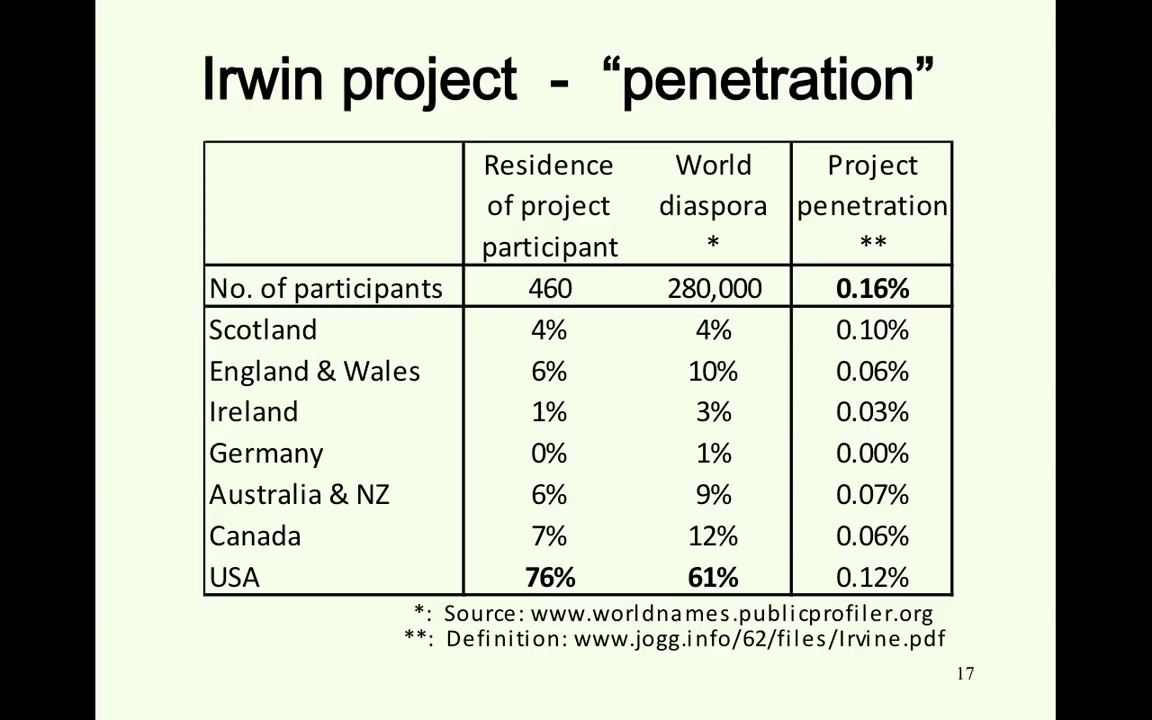 Irwin project - “penetration”
Residence World Project
of project diaspora penetration
participant * **
No. of participants 460 280,000 0.16%
Scotland 4% 4% 0.10%
England & Wales 6% 10% 0.06%
Ireland 1% 3% 0.03%
Germany 0% 1% 0.00%
Australia & NZ 6% 9% 0.07%
Canada 7% 12% 0.06%
USA 76% 61% 0.12%
*: Source: www.worldnames.publicprofiler.org
**: Definition: www.jogg.info/62/files/Irvine.pdf
17